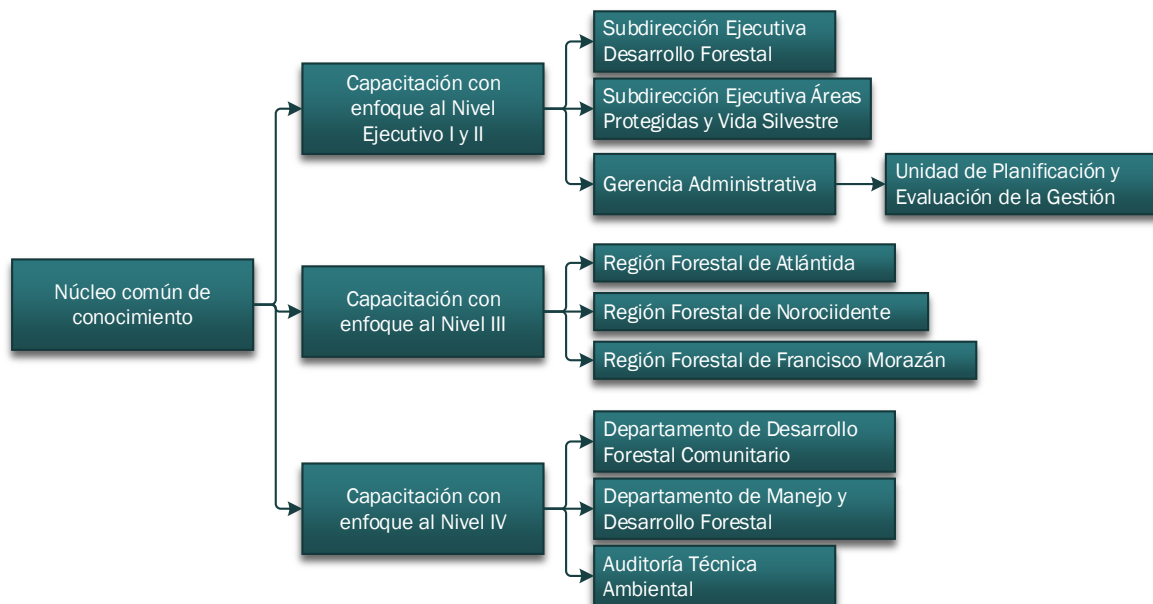 Núcleo común de
conocimiento
Capacitación con
enfoque al Nivel
Ejecutivo I y II
Subdirección Ejecutiva
Desarrollo Forestal
Subdirección Ejecutiva Áreas
Protegidas y Vida Silvestre
Gerencia Administrativa
Unidad de Planificación y
Evaluación de la Gestión
Capacitación con
enfoque al Nivel III
Región Forestal de Atlántida
Región Forestal de Norociidente
Región Forestal de Francisco Morazán
Capacitación con
enfoque al Nivel IV
Departamento de Desarrollo
Forestal Comunitario
Departamento de Manejo y
Desarrollo Forestal
Auditoría Técnica
Ambiental